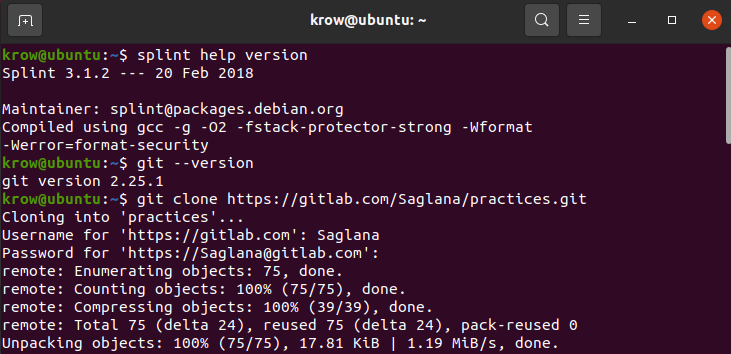 krow@ubuntu: ~
krow@ubuntu:~$ splint help version
Splint 3.1.2 --- 20 Feb 2018
Maintainer: splint@packages.debian.org
Compiled using gcc -g -O2 -fstack-protector-strong -Wformat
-Werror=format-security
krow@ubuntu:~$ git --version
git version 2.25.1
krow@ubuntu:~$ git clone https://gitlab.com/Saglana/practices.git
Cloning into 'practices'...
Username for 'https://gitlab.com': Saglana
Password for 'https://Saglana@gitlab.com':
remote: Enumerating objects: 75, done.
remote: Counting objects: 100% (75/75), done.
remote: Compressing objects: 100% (39/39), done.
remote: Total 75 (delta 24), reused 75 (delta 24), pack-reused 0
Unpacking objects: 100% (75/75), 17.81 KiB | 1.19 MiB/s, done.